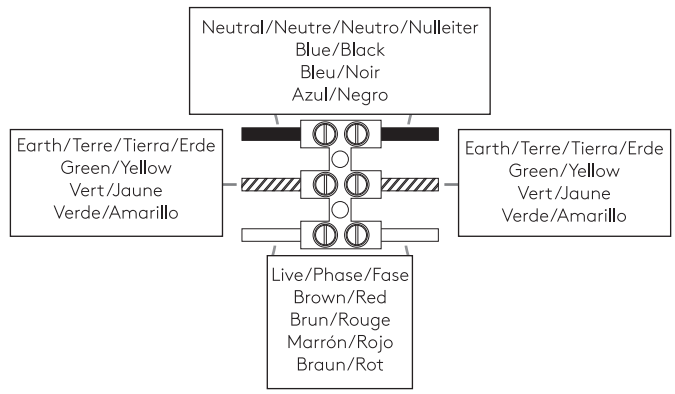 Neutral/Neutre/Neutro/Nulleiter
Blue/Black
Bleu/Noir
Azul/Negro
Earth/Terre/Tierra/Erde
Green/Yellow
Vert/Jaune
Verde/Amarillo
Earth/Terre/Tierra/Erde
Green/Yellow
Vert/Jaune
Verde/Amarillo
Live/Phase/Fase
Brown/Red
Brun/Rouge
Marrón/Rojo
Braun/Rot